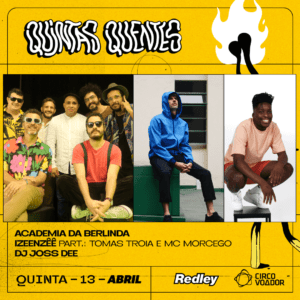 QUINTAS QUENTES
ACADEMIA DA BERLINDA
IZEENZÊÊ PART.: TOMAS TROIA E MC MORCEGO
DJ JOSS DEE
QUINTA – 13 – ABRIL
Redley
CIRCO
VOADOR